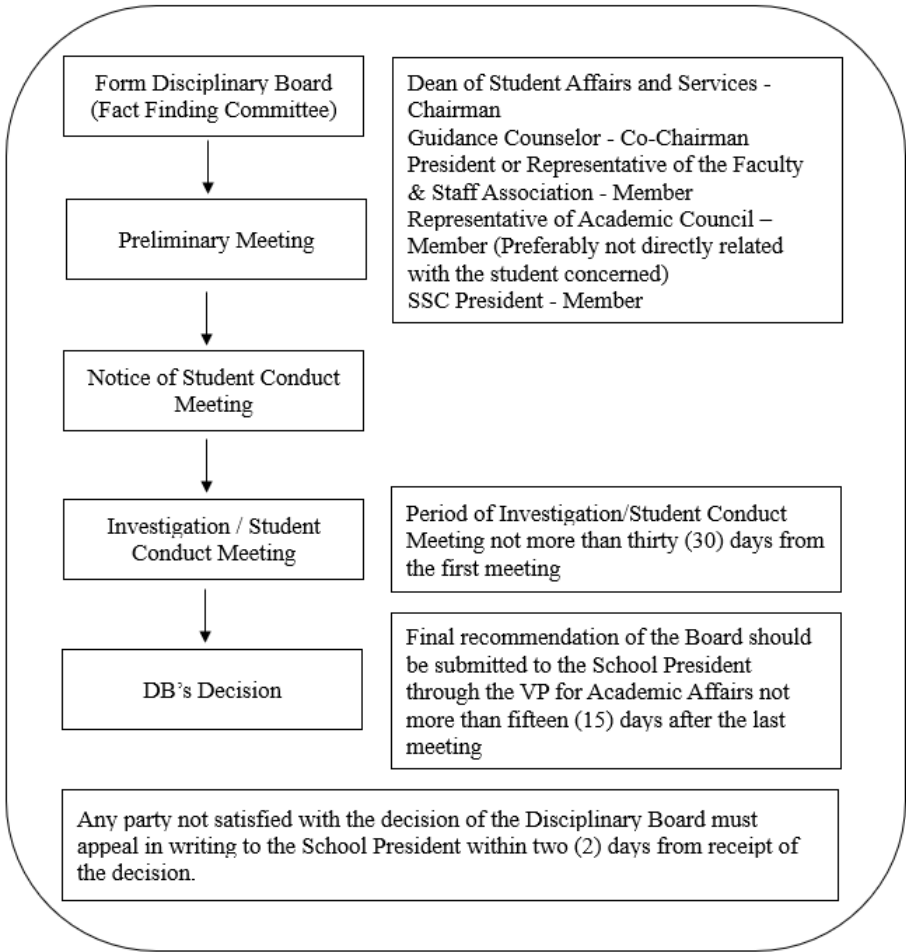 Form Disciplinary Board
(Fact Finding Committee)
Dean of Student Affairs and Services -
Chairman
Guidance Counselor - Co-Chairman
President or Representative of the Faculty
& Staff Association - Member
Representative of Academic Council –
Member (Preferably not directly related
with the student concerned)
SSC President - Member
Preliminary Meeting
Notice of Student Conduct
Meeting
Investigation / Student
Conduct Meeting
Period of Investigation/Student Conduct
Meeting not more than thirty (30) days from
the first meeting
DB’s Decision
Final recommendation of the Board should
be submitted to the School President
through the VP for Academic Affairs not
more than fifteen (15) days after the last
meeting
Any party not satisfied with the decision of the Disciplinary Board must
appeal in writing to the School President within two (2) days from receipt of
the decision.